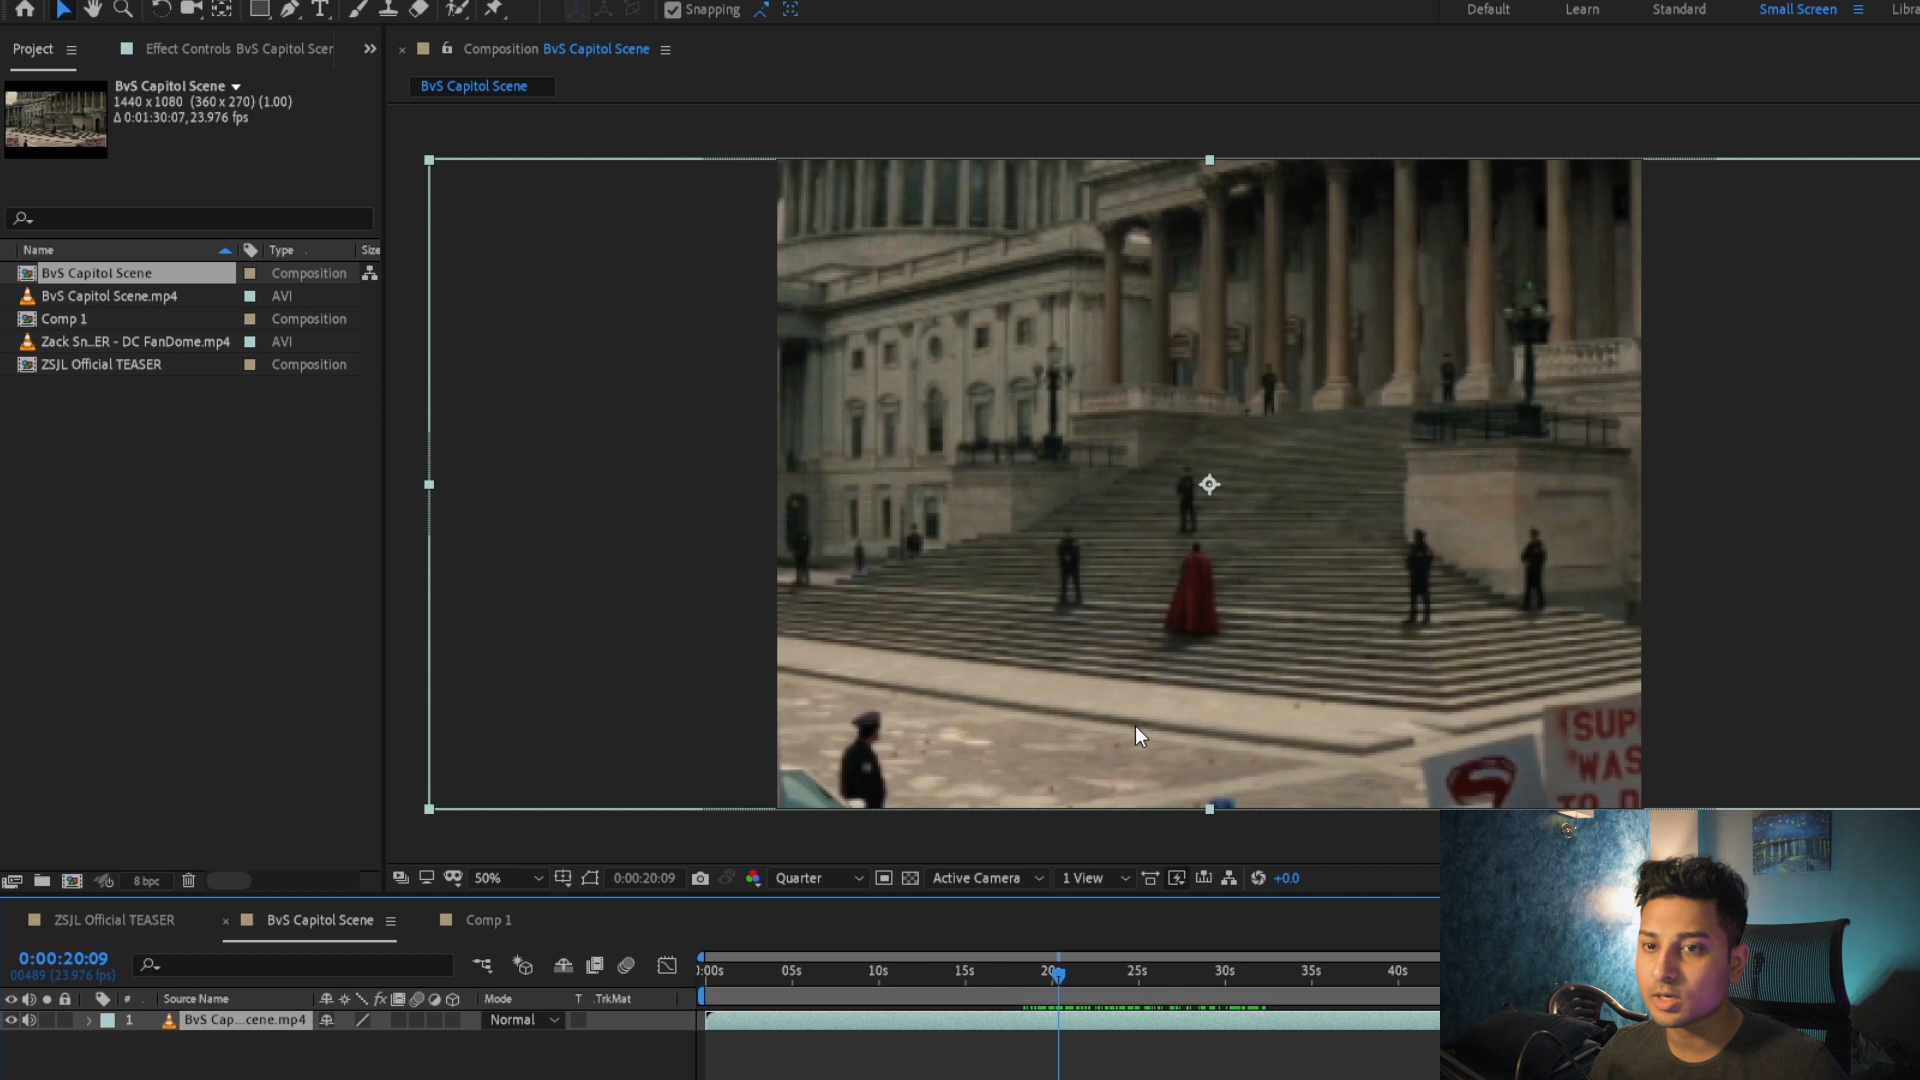 Snapping
Default
Learn
Standard
Small Screen
Libra
Project
Effect Controls BvS Capitol Scer
Composition BvS Capitol Scene
BvS Capitol Scene
BvS Capitol Scene
1440 x 1080 (360 x 270) (1.00)
Δ 0:01:30:07, 23.976 fps
Name
Type
Size
BvS Capitol Scene
Composition
BvS Capitol Scene.mp4
AVI
Comp 1
Composition
Zack Sn...ER - DC FanDome.mp4
AVI
ZSJL Official TEASER
Composition
SUP
WAS
TO D
8 bpc
50%
0:00:20:09
Quarter
Active Camera
1 View
+0.0
ZSJL Official TEASER
BvS Capitol Scene
Comp 1
0:00:20:09
00489 (23.976 fps)
):00s
05s
10s
15s
20s
25s
30s
35s
40s
#
Source Name
fx
Mode
T .TrkMat
1
BvS Cap...cene.mp4
Normal